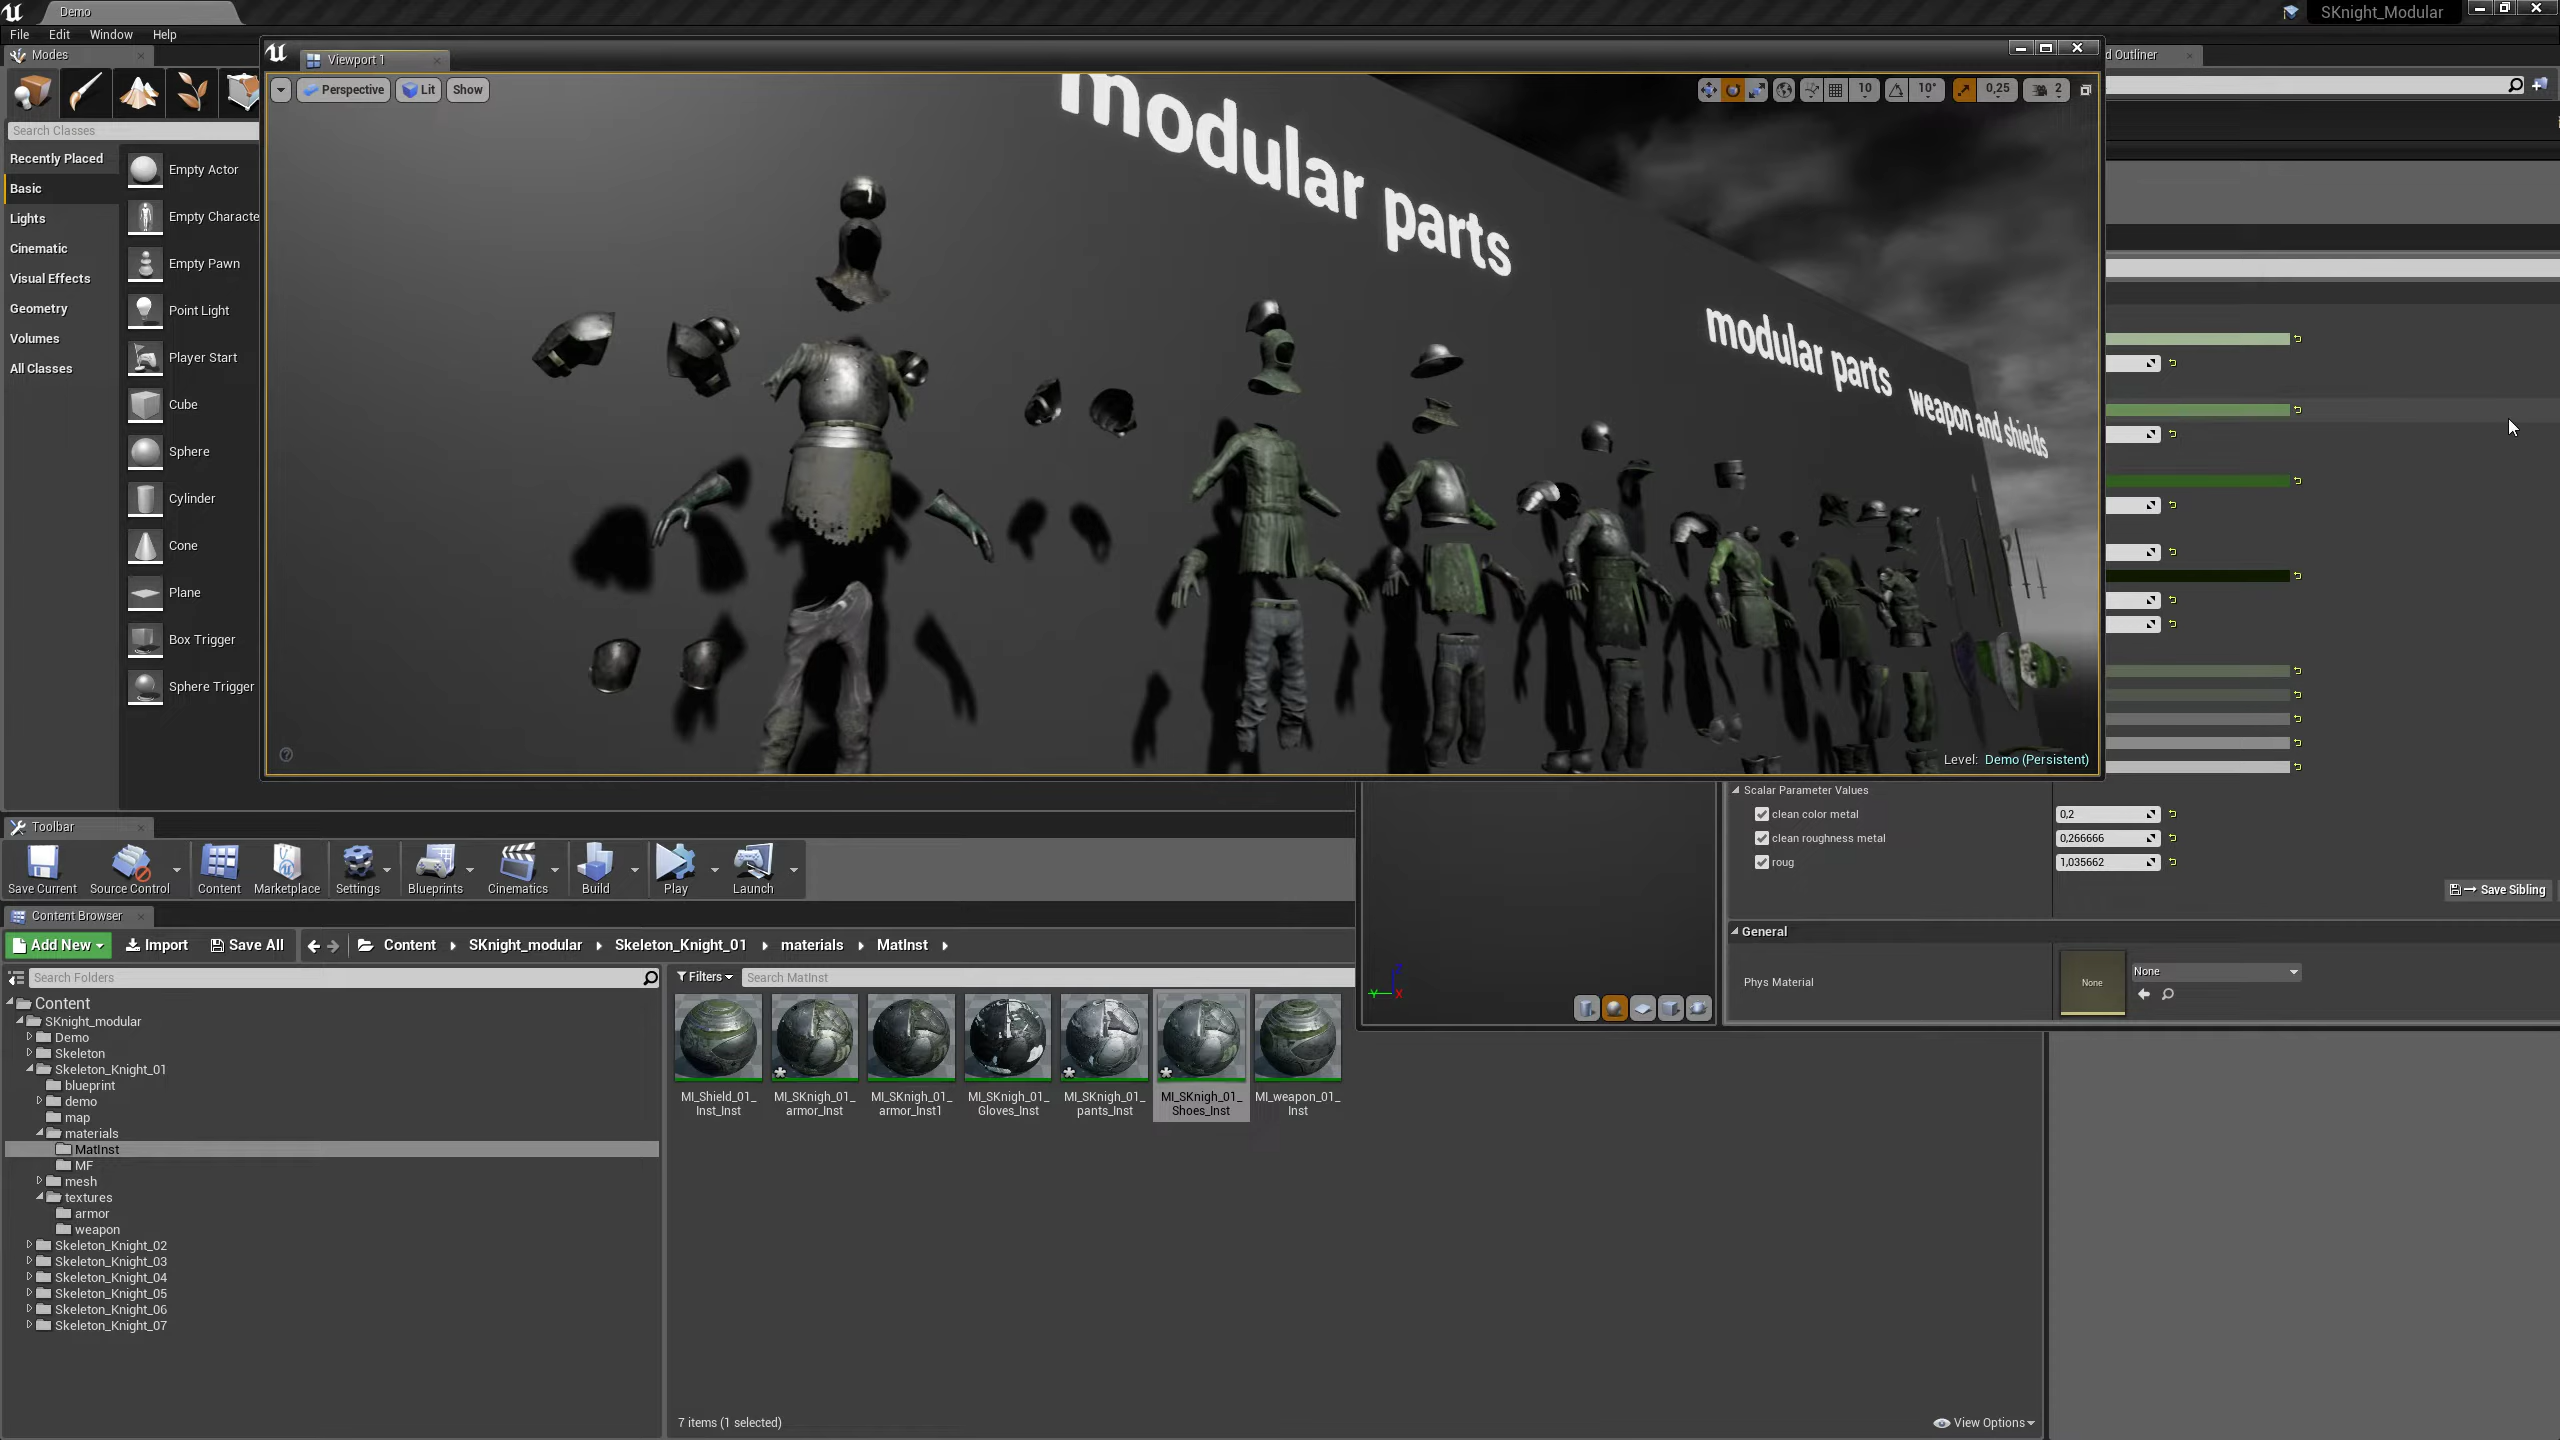 Demo
SKnight_Modular
File Edit Window Help
Modes
Viewport 1
d Outliner
Perspective
Lit
Show
10
10°
0,25
2
Search Classes
Recently Placed
Basic
Lights
Cinematic
Visual Effects
Geometry
Volumes
All Classes
Empty Actor
Empty Characte
Empty Pawn
Point Light
Player Start
Cube
Sphere
Cylinder
Cone
Plane
Box Trigger
Sphere Trigger
modular parts
modular parts
weapon and shields
Level: Demo (Persistent)
Scalar Parameter Values
clean color metal 0,2
clean roughness metal 0,266666
roug 1,035662
Save Sibling
General
Phys Material
None
None
Toolbar
Save Current
Source Control
Content
Marketplace
Settings
Blueprints
Cinematics
Build
Play
Launch
Content Browser
Add New
Import
Save All
Content
SKnight_modular
Skeleton_Knight_01
materials
MatInst
Search Folders
Filters
Search MatInst
Content
SKnight_modular
Demo
Skeleton
Skeleton_Knight_01
blueprint
demo
map
materials
MatInst
MF
mesh
textures
armor
weapon
Skeleton_Knight_02
Skeleton_Knight_03
Skeleton_Knight_04
Skeleton_Knight_05
Skeleton_Knight_06
Skeleton_Knight_07
MI_Shield_01_
Inst_Inst
MI_SKnigh_01_
armor_Inst
MI_SKnigh_01_
armor_Inst1
MI_SKnigh_01_
Gloves_Inst
MI_SKnigh_01_
pants_Inst
MI_SKnigh_01_
Shoes_Inst
MI_weapon_01_
Inst
Y
X
7 items (1 selected)
View Options